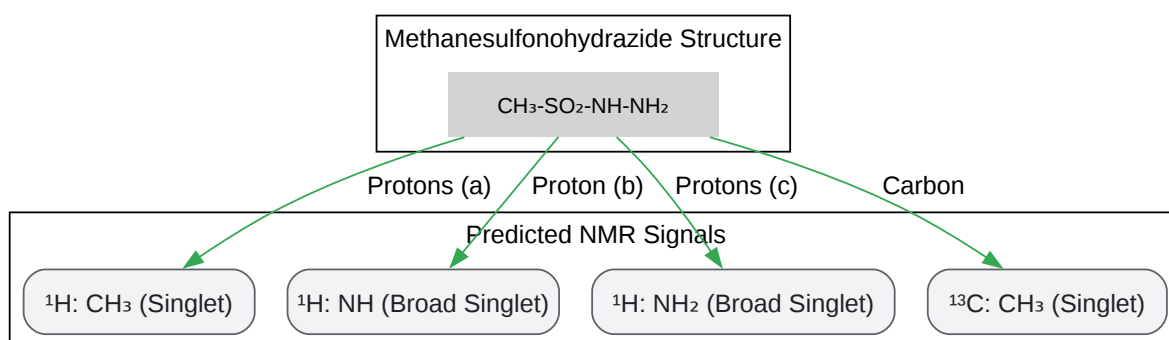 Methanesulfonohydrazide Structure
CH₃-SO₂-NH-NH₂
Protons (a)
Proton (b)
Protons (c)
Carbon
Predicted NMR Signals
¹H: CH₃ (Singlet)
¹H: NH (Broad Singlet)
¹H: NH₂ (Broad Singlet)
¹³C: CH₃ (Singlet)